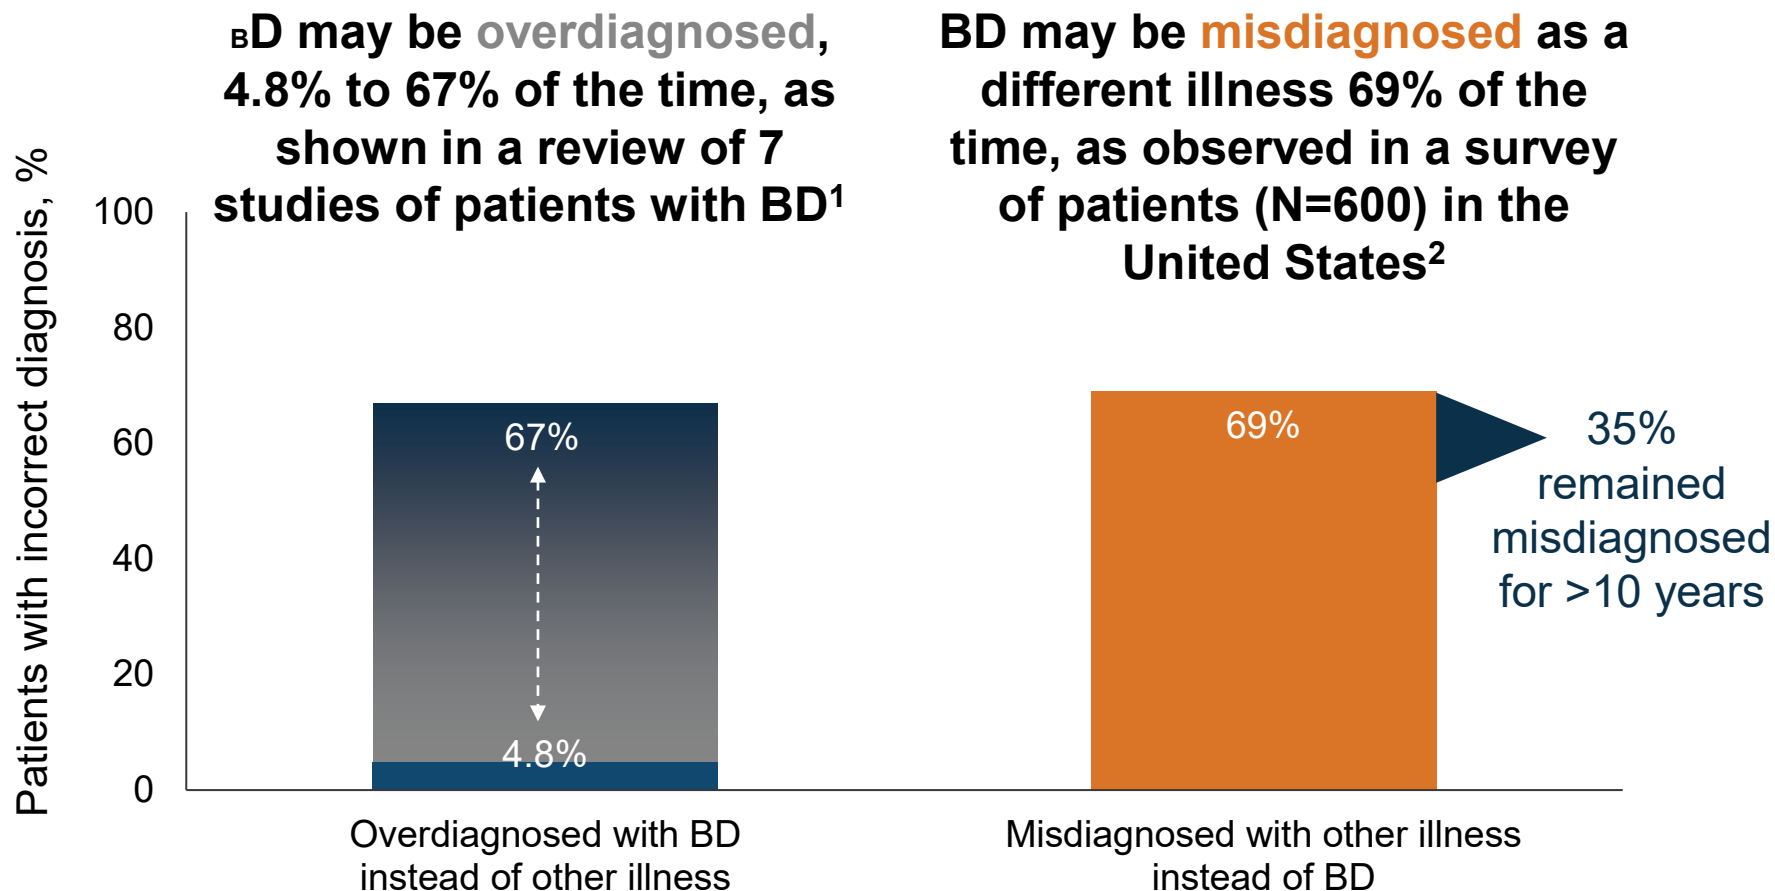 BD may be overdiagnosed,
4.8% to 67% of the time, as
shown in a review of 7
studies of patients with BD1
BD may be misdiagnosed as a
different illness 69% of the
time, as observed in a survey
of patients (N=600) in the
United States2
Patients with incorrect diagnosis, %
100
80
60
40
20
0
67%
4.8%
69%
35%
remained
misdiagnosed
for >10 years
Overdiagnosed with BD
instead of other illness
Misdiagnosed with other illness
instead of BD